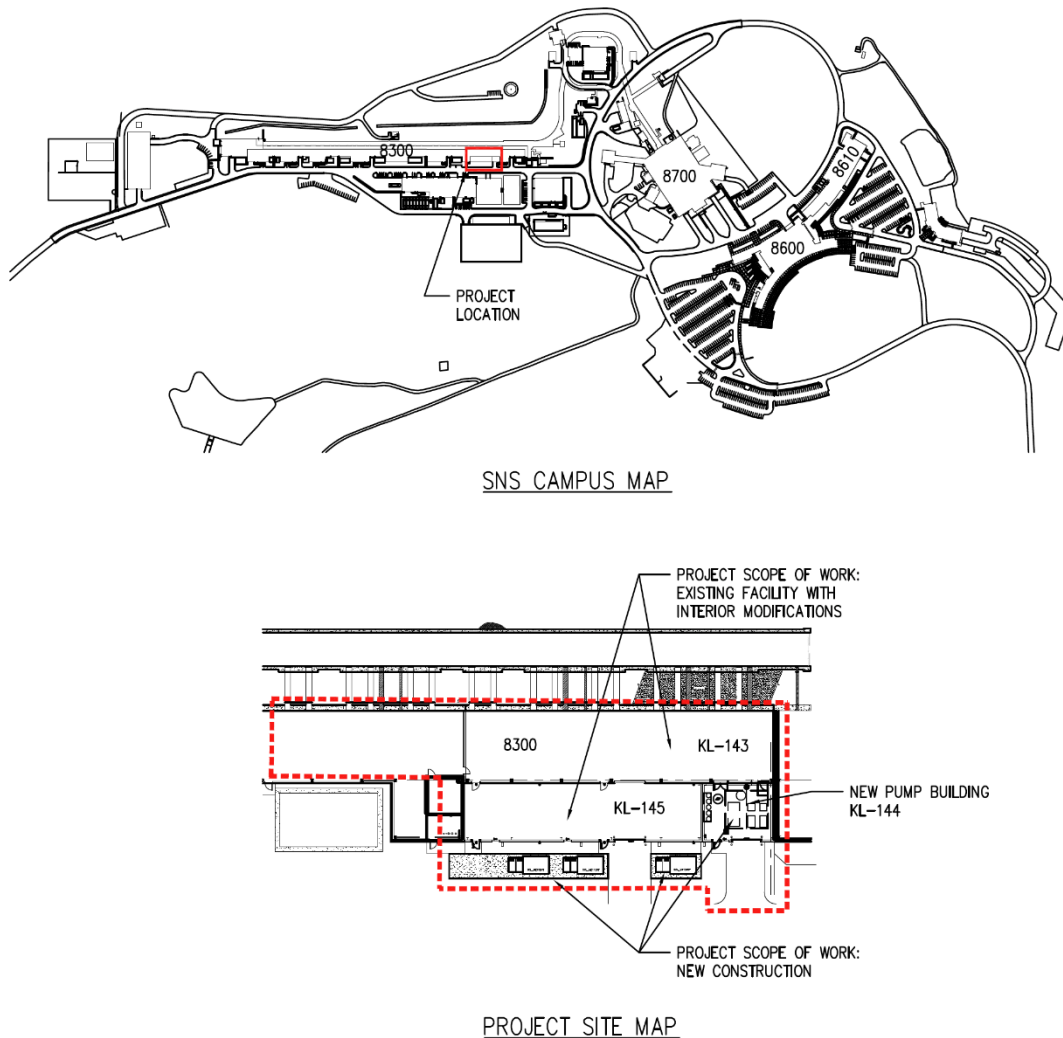 8300
8700
8610
8600
PROJECT
LOCATION
SNS CAMPUS MAP
PROJECT SCOPE OF WORK:
EXISTING FACILITY WITH
INTERIOR MODIFICATIONS
8300
KL-143
KL-145
NEW PUMP BUILDING
KL-144
PROJECT SCOPE OF WORK:
NEW CONSTRUCTION
PROJECT SITE MAP